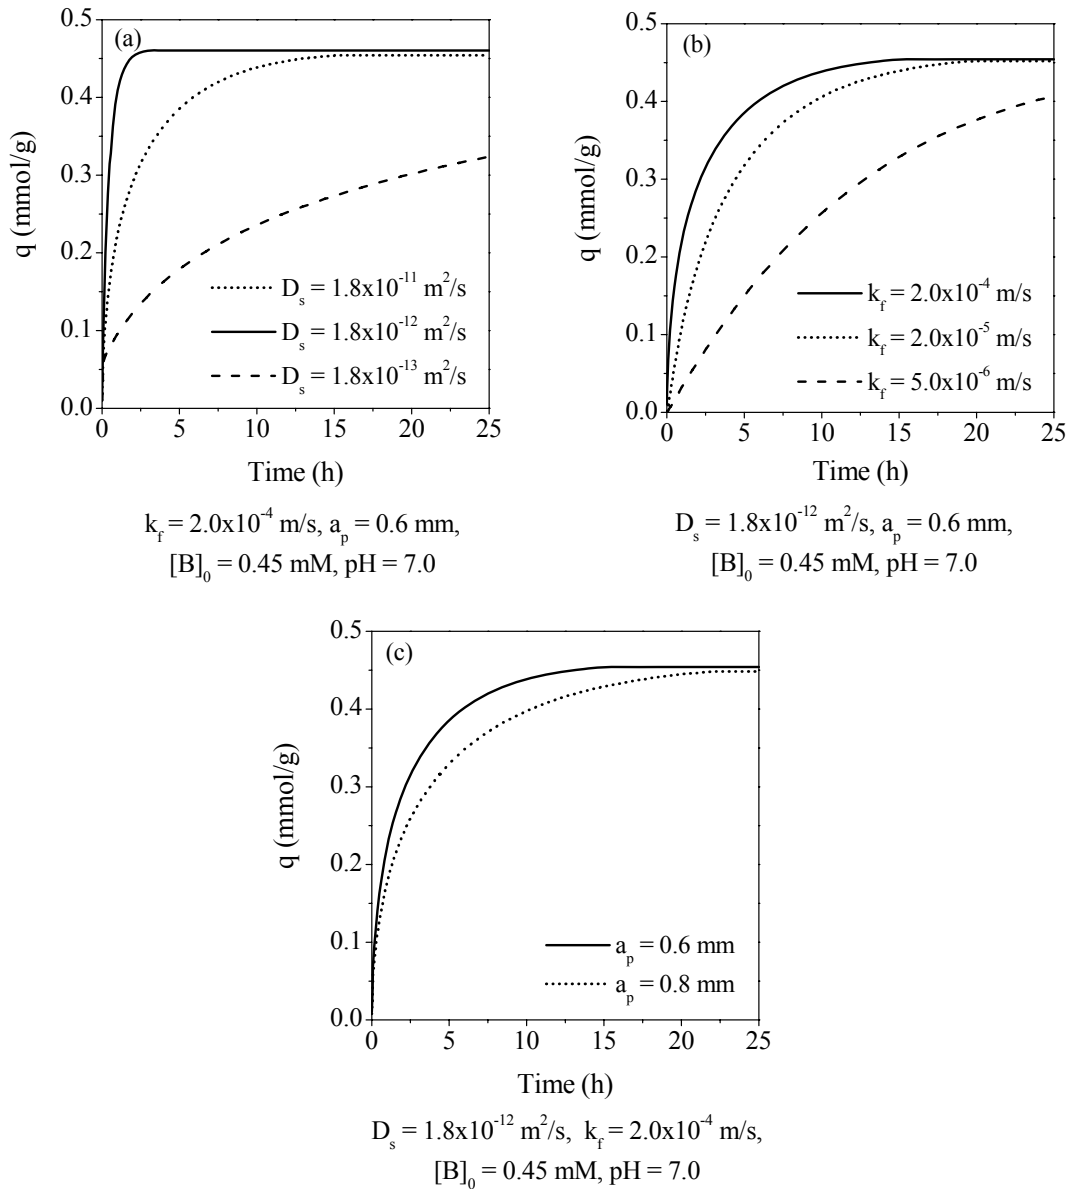 (a)
0.5
0.4
0.3
0.2
0.1
0.0
q (mmol/g)
D_s = 1.8x10^-11 m^2/s
D_s = 1.8x10^-12 m^2/s
D_s = 1.8x10^-13 m^2/s
0 5 10 15 20 25
Time (h)
k_f = 2.0x10^-4 m/s, a_p = 0.6 mm,
[B]_0 = 0.45 mM, pH = 7.0
(b)
0.5
0.4
0.3
0.2
0.1
0.0
q (mmol/g)
k_f = 2.0x10^-4 m/s
k_f = 2.0x10^-5 m/s
k_f = 5.0x10^-6 m/s
0 5 10 15 20 25
Time (h)
D_s = 1.8x10^-12 m^2/s, a_p = 0.6 mm,
[B]_0 = 0.45 mM, pH = 7.0
(c)
0.5
0.4
0.3
0.2
0.1
0.0
q (mmol/g)
a_p = 0.6 mm
a_p = 0.8 mm
0 5 10 15 20 25
Time (h)
D_s = 1.8x10^-12 m^2/s, k_f = 2.0x10^-4 m/s,
[B]_0 = 0.45 mM, pH = 7.0